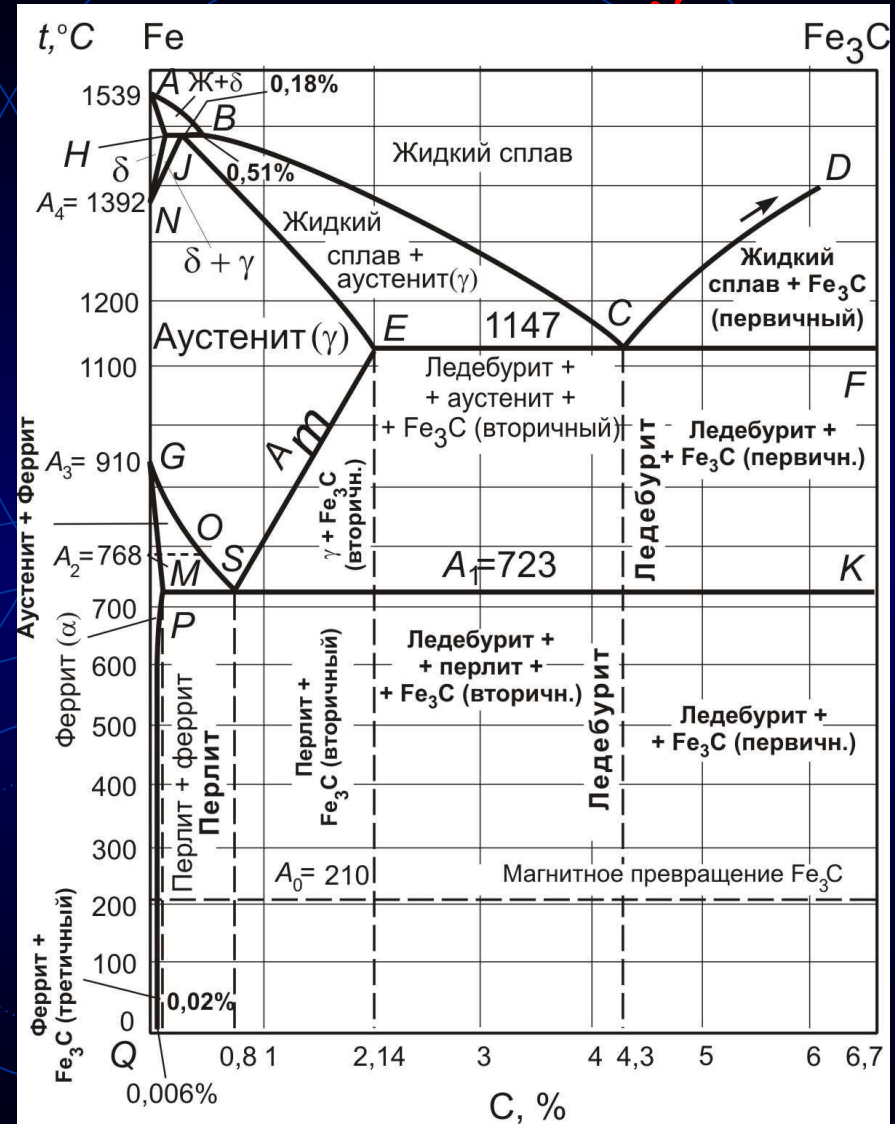 t,°C Fe Fe₃C
A Ж+δ 0,18%
1539
B
H
δ J 0,51%
Жидкий сплав
D
A₄= 1392
N
Жидкий
сплав +
аустенит(γ)
δ + γ
Жидкий
сплав + Fe₃C
(первичный)
1200
Аустенит (γ)
E 1147 C
1100
F
Ледебурит +
+ аустенит +
+ Fe₃C (вторичный)
Ледебурит
Ледебурит +
+ Fe₃C (первичн.)
Am
Аустенит + Феррит
A₃= 910 G
γ + Fe₃C
(вторичн.)
O
A₂=768
M S
A₁=723 K
700
P
Феррит (α)
600
Перлит + феррит
Перлит
Перлит +
Fe₃C (вторичный)
Ледебурит +
+ перлит +
+ Fe₃C (вторичн.)
Ледебурит
Ледебурит +
+ Fe₃C (первичн.)
500
400
300
A₀= 210 Магнитное превращение Fe₃C
200
100
Феррит +
Fe₃C (третичный)
0,02%
0
Q 0,8 1 2,14 3 4 4,3 5 6 6,7
0,006%
C, %